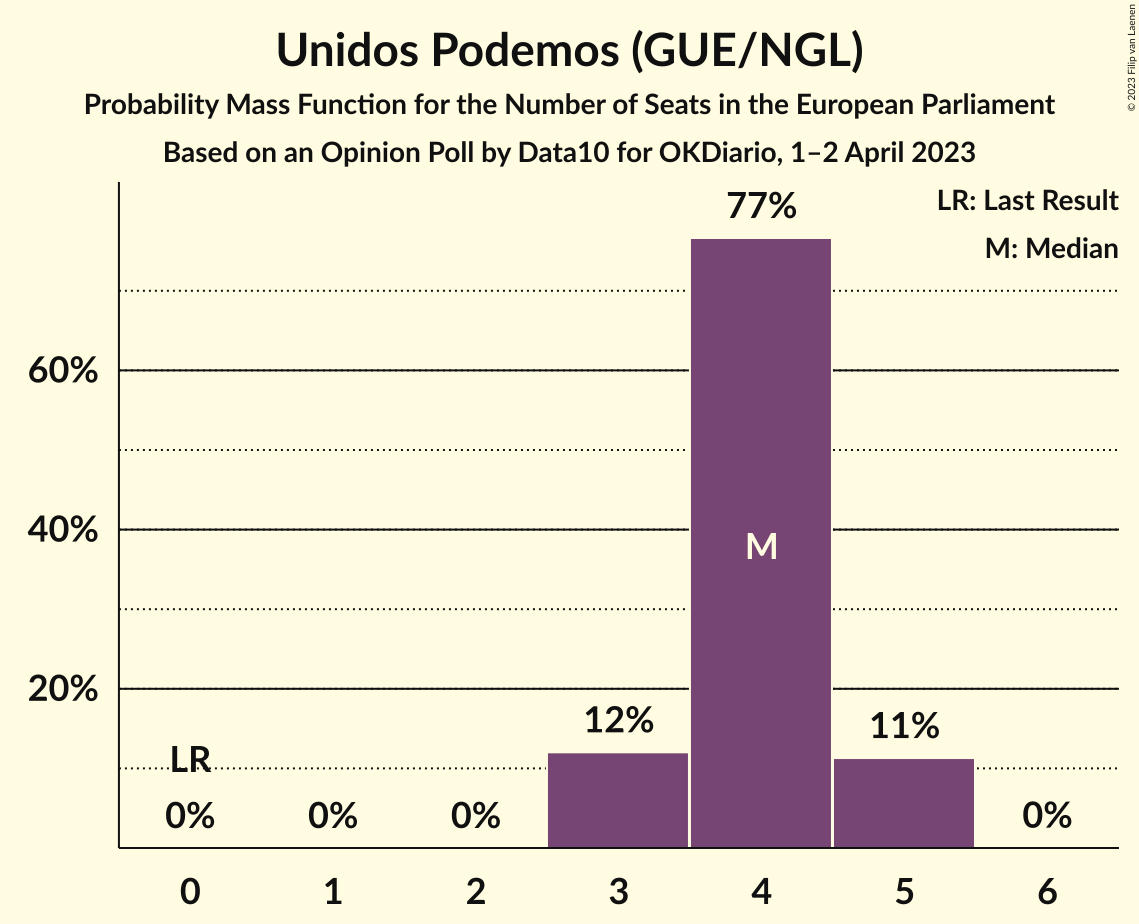 Unidos Podemos (GUE/NGL)
Probability Mass Function for the Number of Seats in the European Parliament
Based on an Opinion Poll by Data10 for OKDiario, 1–2 April 2023
© 2023 Filip van Laenen
LR: Last Result
M: Median
77%
60%
40%
M
20%
12%
11%
LR
0%
0%
0%
0%
0
1
2
3
4
5
6